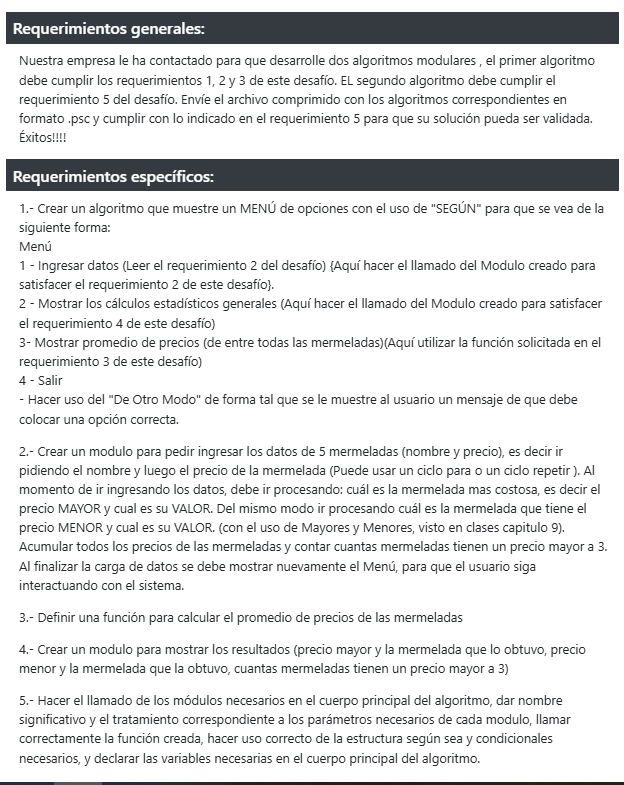 Requerimientos generales:
Nuestra empresa le ha contactado para que desarrolle dos algoritmos modulares , el primer algoritmo
debe cumplir los requerimientos 1, 2 y 3 de este desafío. EL segundo algoritmo debe cumplir el
requerimiento 5 del desafío. Envíe el archivo comprimido con los algoritmos correspondientes en
formato .psc y cumplir con lo indicado en el requerimiento 5 para que su solución pueda ser validada.
Éxitos!!!!
Requerimientos específicos:
1.- Crear un algoritmo que muestre un MENÚ de opciones con el uso de "SEGÚN" para que se vea de la
siguiente forma:
Menú
1 - Ingresar datos (Leer el requerimiento 2 del desafío) {Aquí hacer el llamado del Modulo creado para
satisfacer el requerimiento 2 de este desafío}.
2 - Mostrar los cálculos estadísticos generales (Aquí hacer el llamado del Modulo creado para satisfacer
el requerimiento 4 de este desafío)
3- Mostrar promedio de precios (de entre todas las mermeladas)(Aquí utilizar la función solicitada en el
requerimiento 3 de este desafío)
4 - Salir
- Hacer uso del "De Otro Modo" de forma tal que se le muestre al usuario un mensaje de que debe
colocar una opción correcta.
2.- Crear un modulo para pedir ingresar los datos de 5 mermeladas (nombre y precio), es decir ir
pidiendo el nombre y luego el precio de la mermelada (Puede usar un ciclo para o un ciclo repetir ). Al
momento de ir ingresando los datos, debe ir procesando: cuál es la mermelada mas costosa, es decir el
precio MAYOR y cual es su VALOR. Del mismo modo ir procesando cuál es la mermelada que tiene el
precio MENOR y cual es su VALOR. (con el uso de Mayores y Menores, visto en clases capitulo 9).
Acumular todos los precios de las mermeladas y contar cuantas mermeladas tienen un precio mayor a 3.
Al finalizar la carga de datos se debe mostrar nuevamente el Menú, para que el usuario siga
interactuando con el sistema.
3.- Definir una función para calcular el promedio de precios de las mermeladas
4.- Crear un modulo para mostrar los resultados (precio mayor y la mermelada que lo obtuvo, precio
menor y la mermelada que la obtuvo, cuantas mermeladas tienen un precio mayor a 3)
5.- Hacer el llamado de los módulos necesarios en el cuerpo principal del algoritmo, dar nombre
significativo y el tratamiento correspondiente a los parámetros necesarios de cada modulo, llamar
correctamente la función creada, hacer uso correcto de la estructura según sea y condicionales
necesarios, y declarar las variables necesarias en el cuerpo principal del algoritmo.